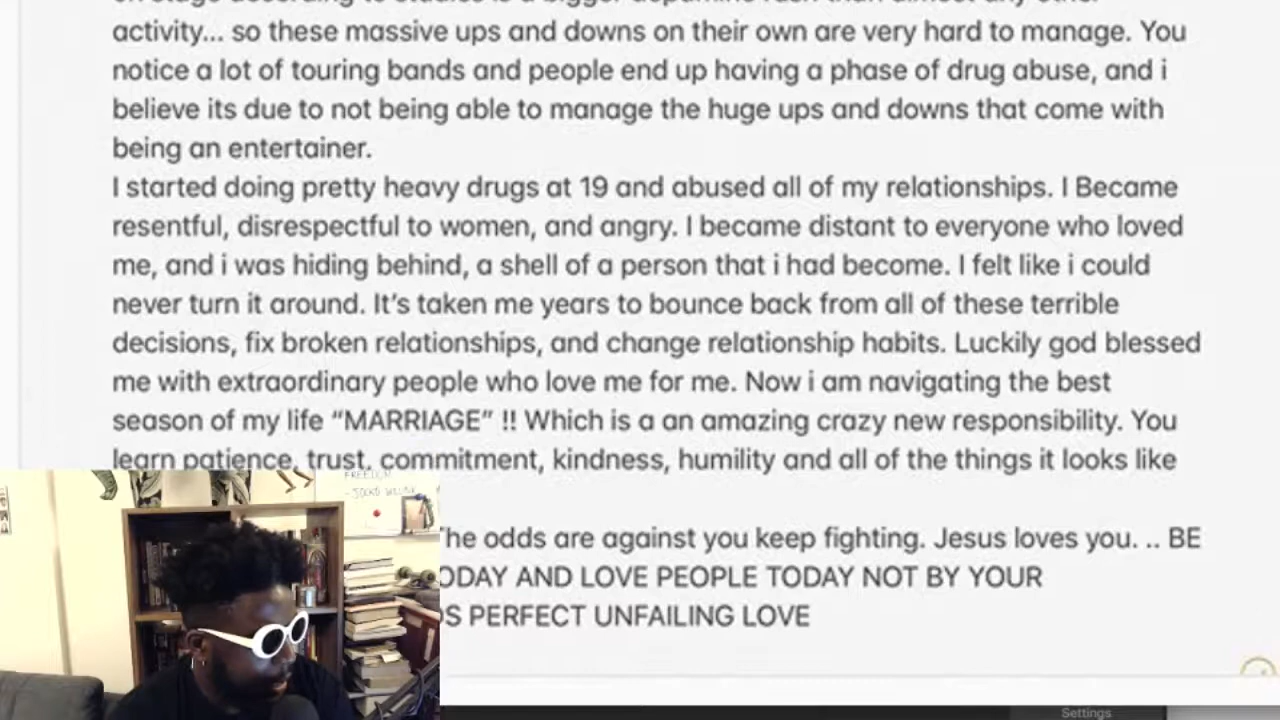 activity... so these massive ups and downs on their own are very hard to manage. You
notice a lot of touring bands and people end up having a phase of drug abuse, and i
believe its due to not being able to manage the huge ups and downs that come with
being an entertainer.
I started doing pretty heavy drugs at 19 and abused all of my relationships. I Became
resentful, disrespectful to women, and angry. I became distant to everyone who loved
me, and i was hiding behind, a shell of a person that i had become. I felt like i could
never turn it around. It’s taken me years to bounce back from all of these terrible
decisions, fix broken relationships, and change relationship habits. Luckily god blessed
me with extraordinary people who love me for me. Now i am navigating the best
season of my life “MARRIAGE” !! Which is a an amazing crazy new responsibility. You
learn patience, trust, commitment, kindness, humility and all of the things it looks like
The odds are against you keep fighting. Jesus loves you. .. BE
ODAY AND LOVE PEOPLE TODAY NOT BY YOUR
PERFECT UNFAILING LOVE
FREEDOM
- JOCKO WILLINK
Settings